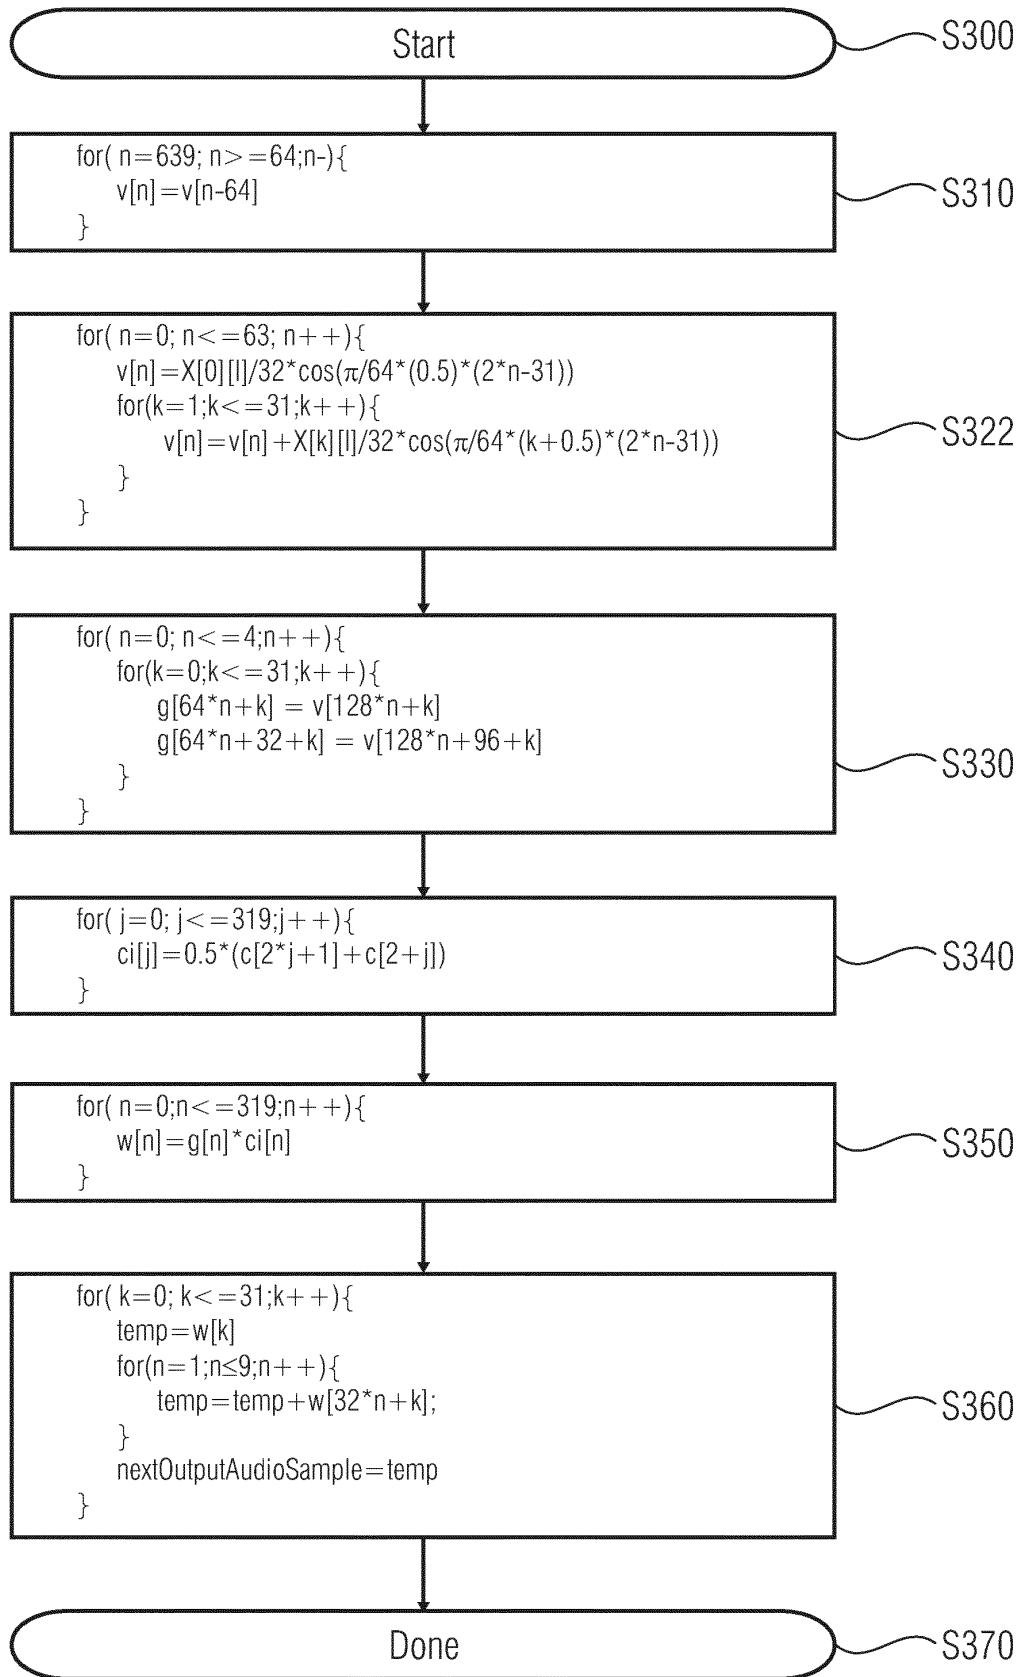 Start
S300
for( n=639; n>=64;n-){
v[n]=v[n-64]
}
S310
for( n=0; n<=63; n++){
v[n]=X[0][l]/32*cos(π/64*(0.5)*(2*n-31))
for(k=1;k<=31;k++){
v[n]=v[n]+X[k][l]/32*cos(π/64*(k+0.5)*(2*n-31))
}
}
S322
for( n=0; n<=4;n++){
for(k=0;k<=31;k++){
g[64*n+k] = v[128*n+k]
g[64*n+32+k] = v[128*n+96+k]
}
}
S330
for( j=0; j<=319;j++){
ci[j]=0.5*(c[2*j+1]+c[2+j])
}
S340
for( n=0;n<=319;n++){
w[n]=g[n]*ci[n]
}
S350
for( k=0; k<=31;k++){
temp=w[k]
for(n=1;n≤9;n++){
temp=temp+w[32*n+k];
}
nextOutputAudioSample=temp
}
S360
Done
S370